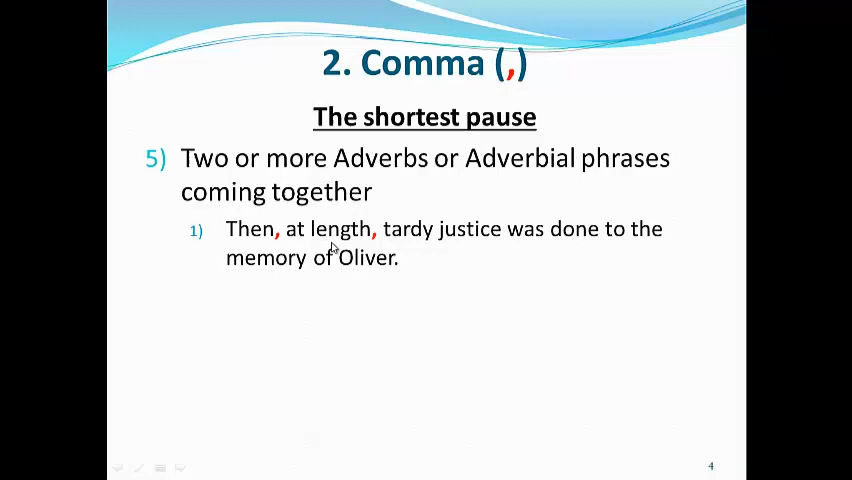 2. Comma (,)
The shortest pause
5) Two or more Adverbs or Adverbial phrases
coming together
1) Then, at length, tardy justice was done to the
memory of Oliver.
4